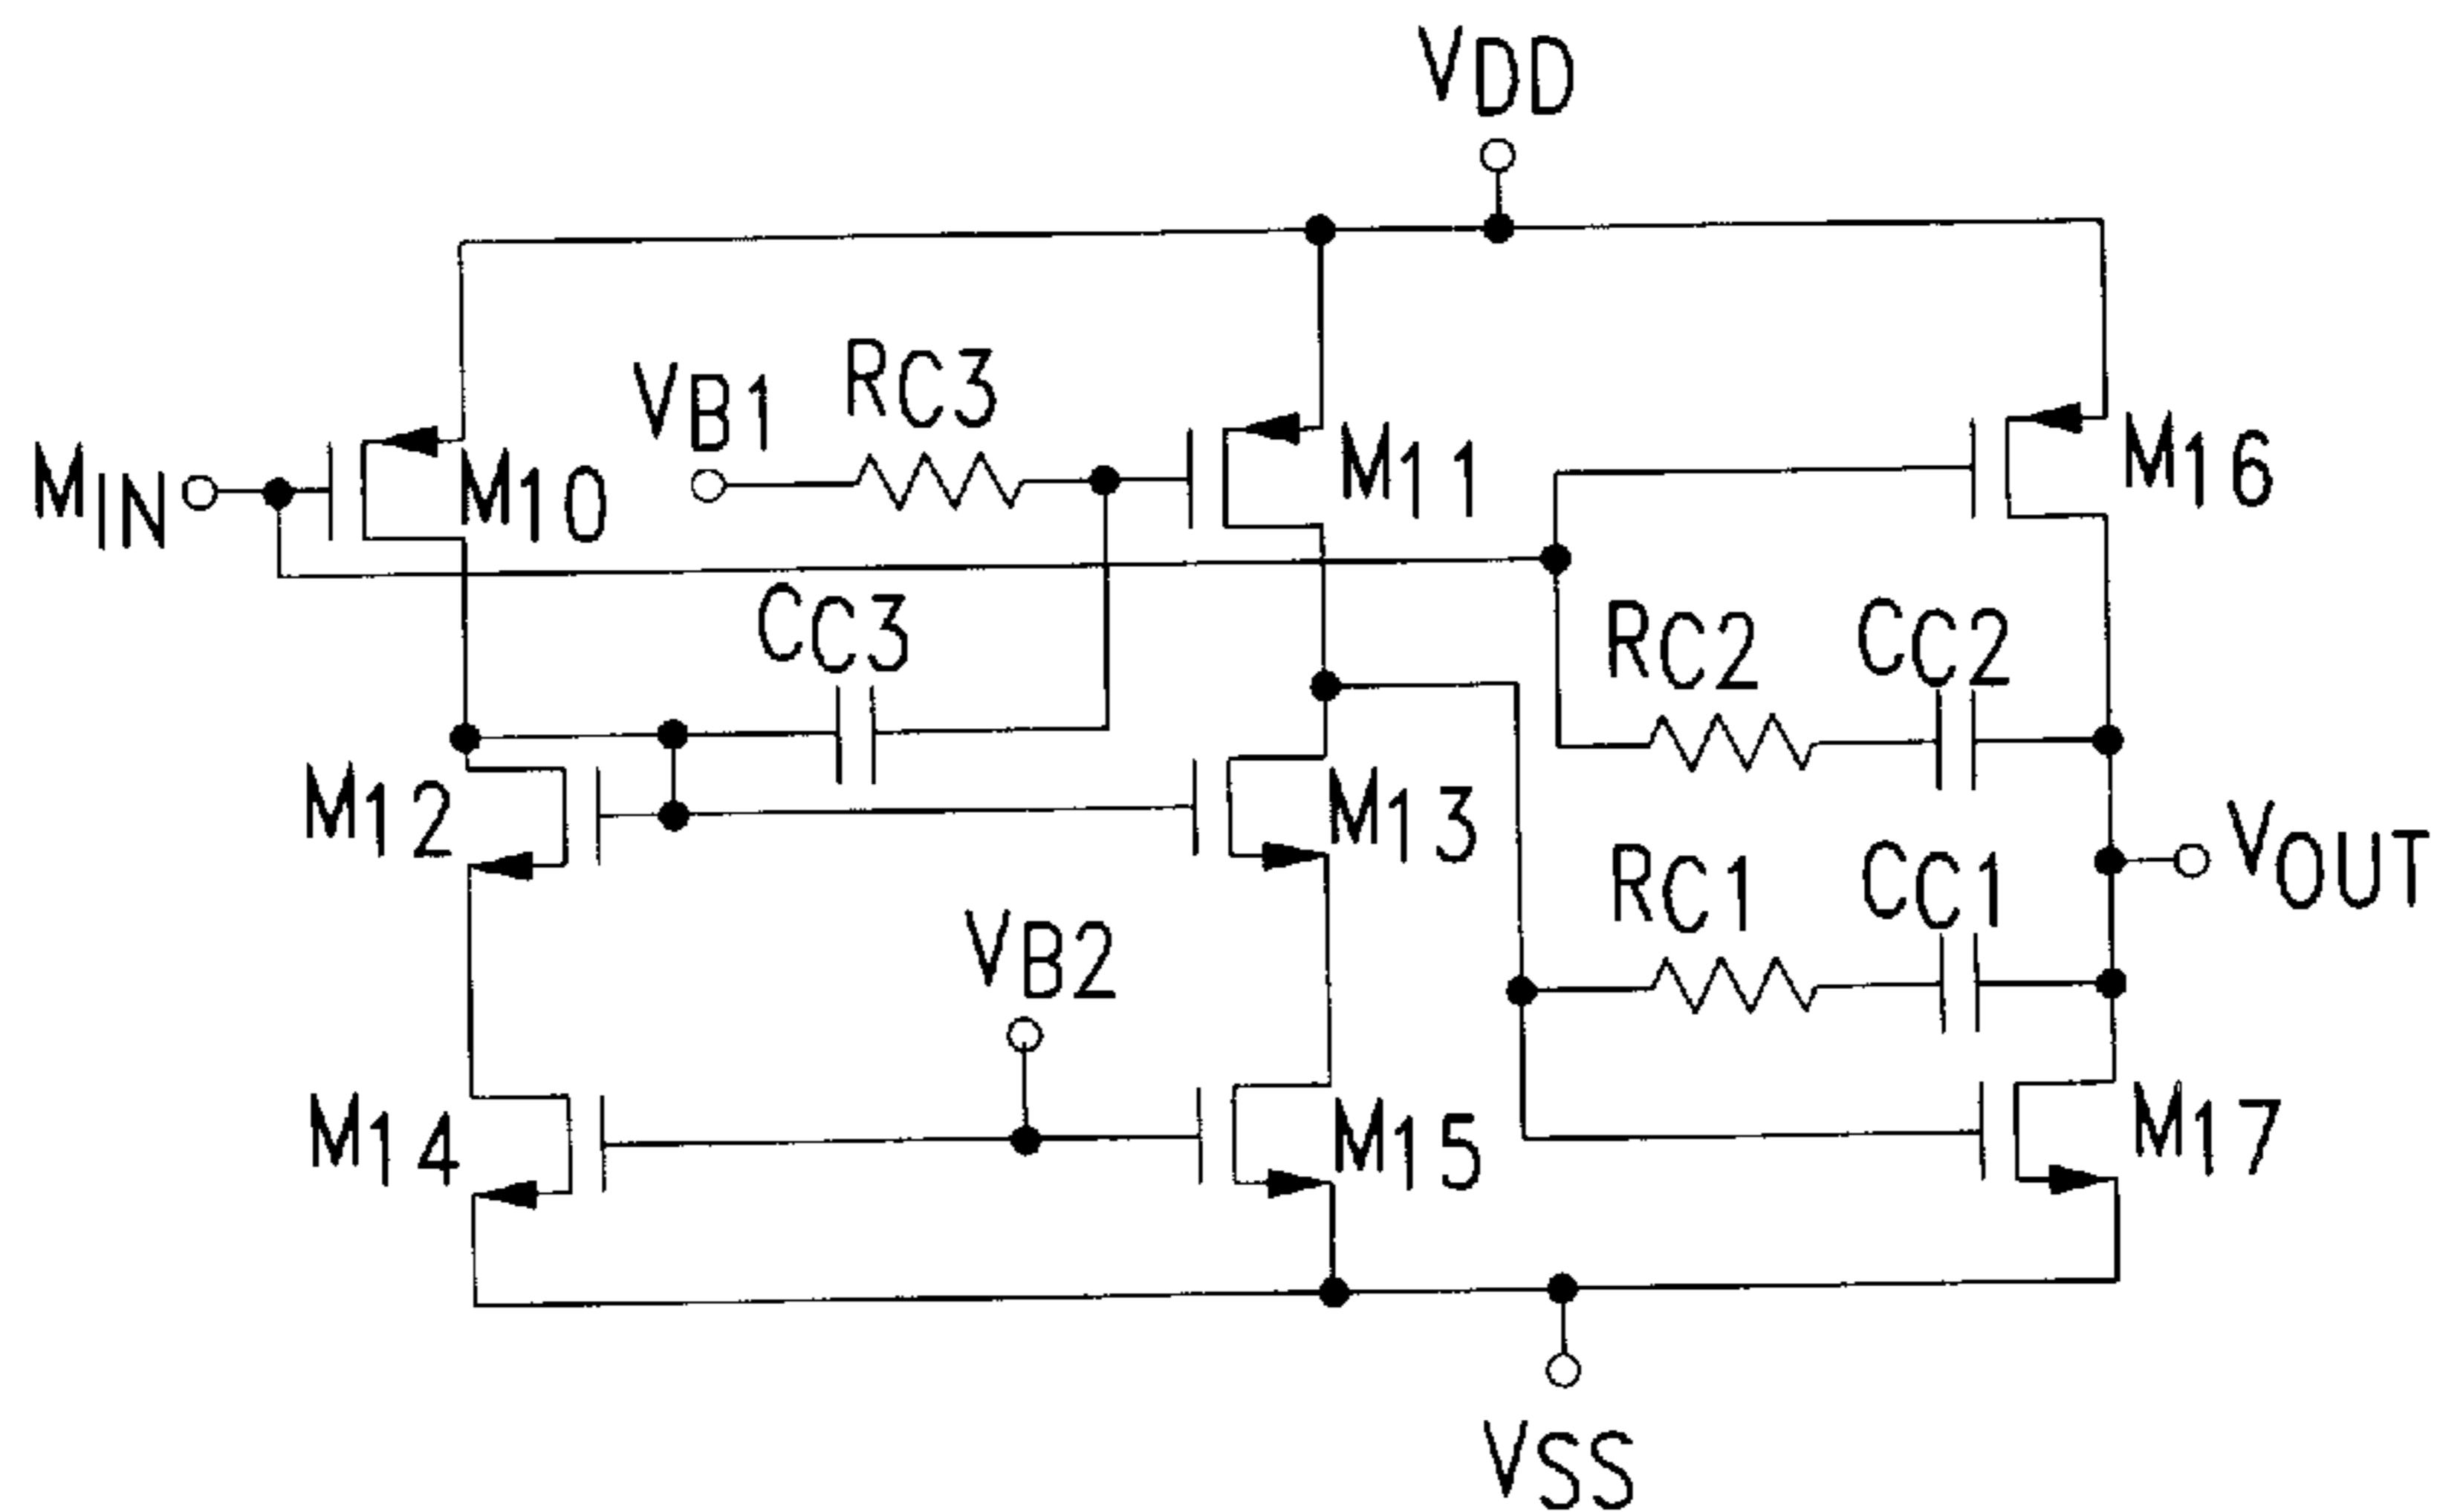 VDD
VB1
RC3
MIN
M10
M11
M16
CC3
RC2
CC2
M12
M13
VOUT
RC1
CC1
VB2
M14
M15
M17
VSS